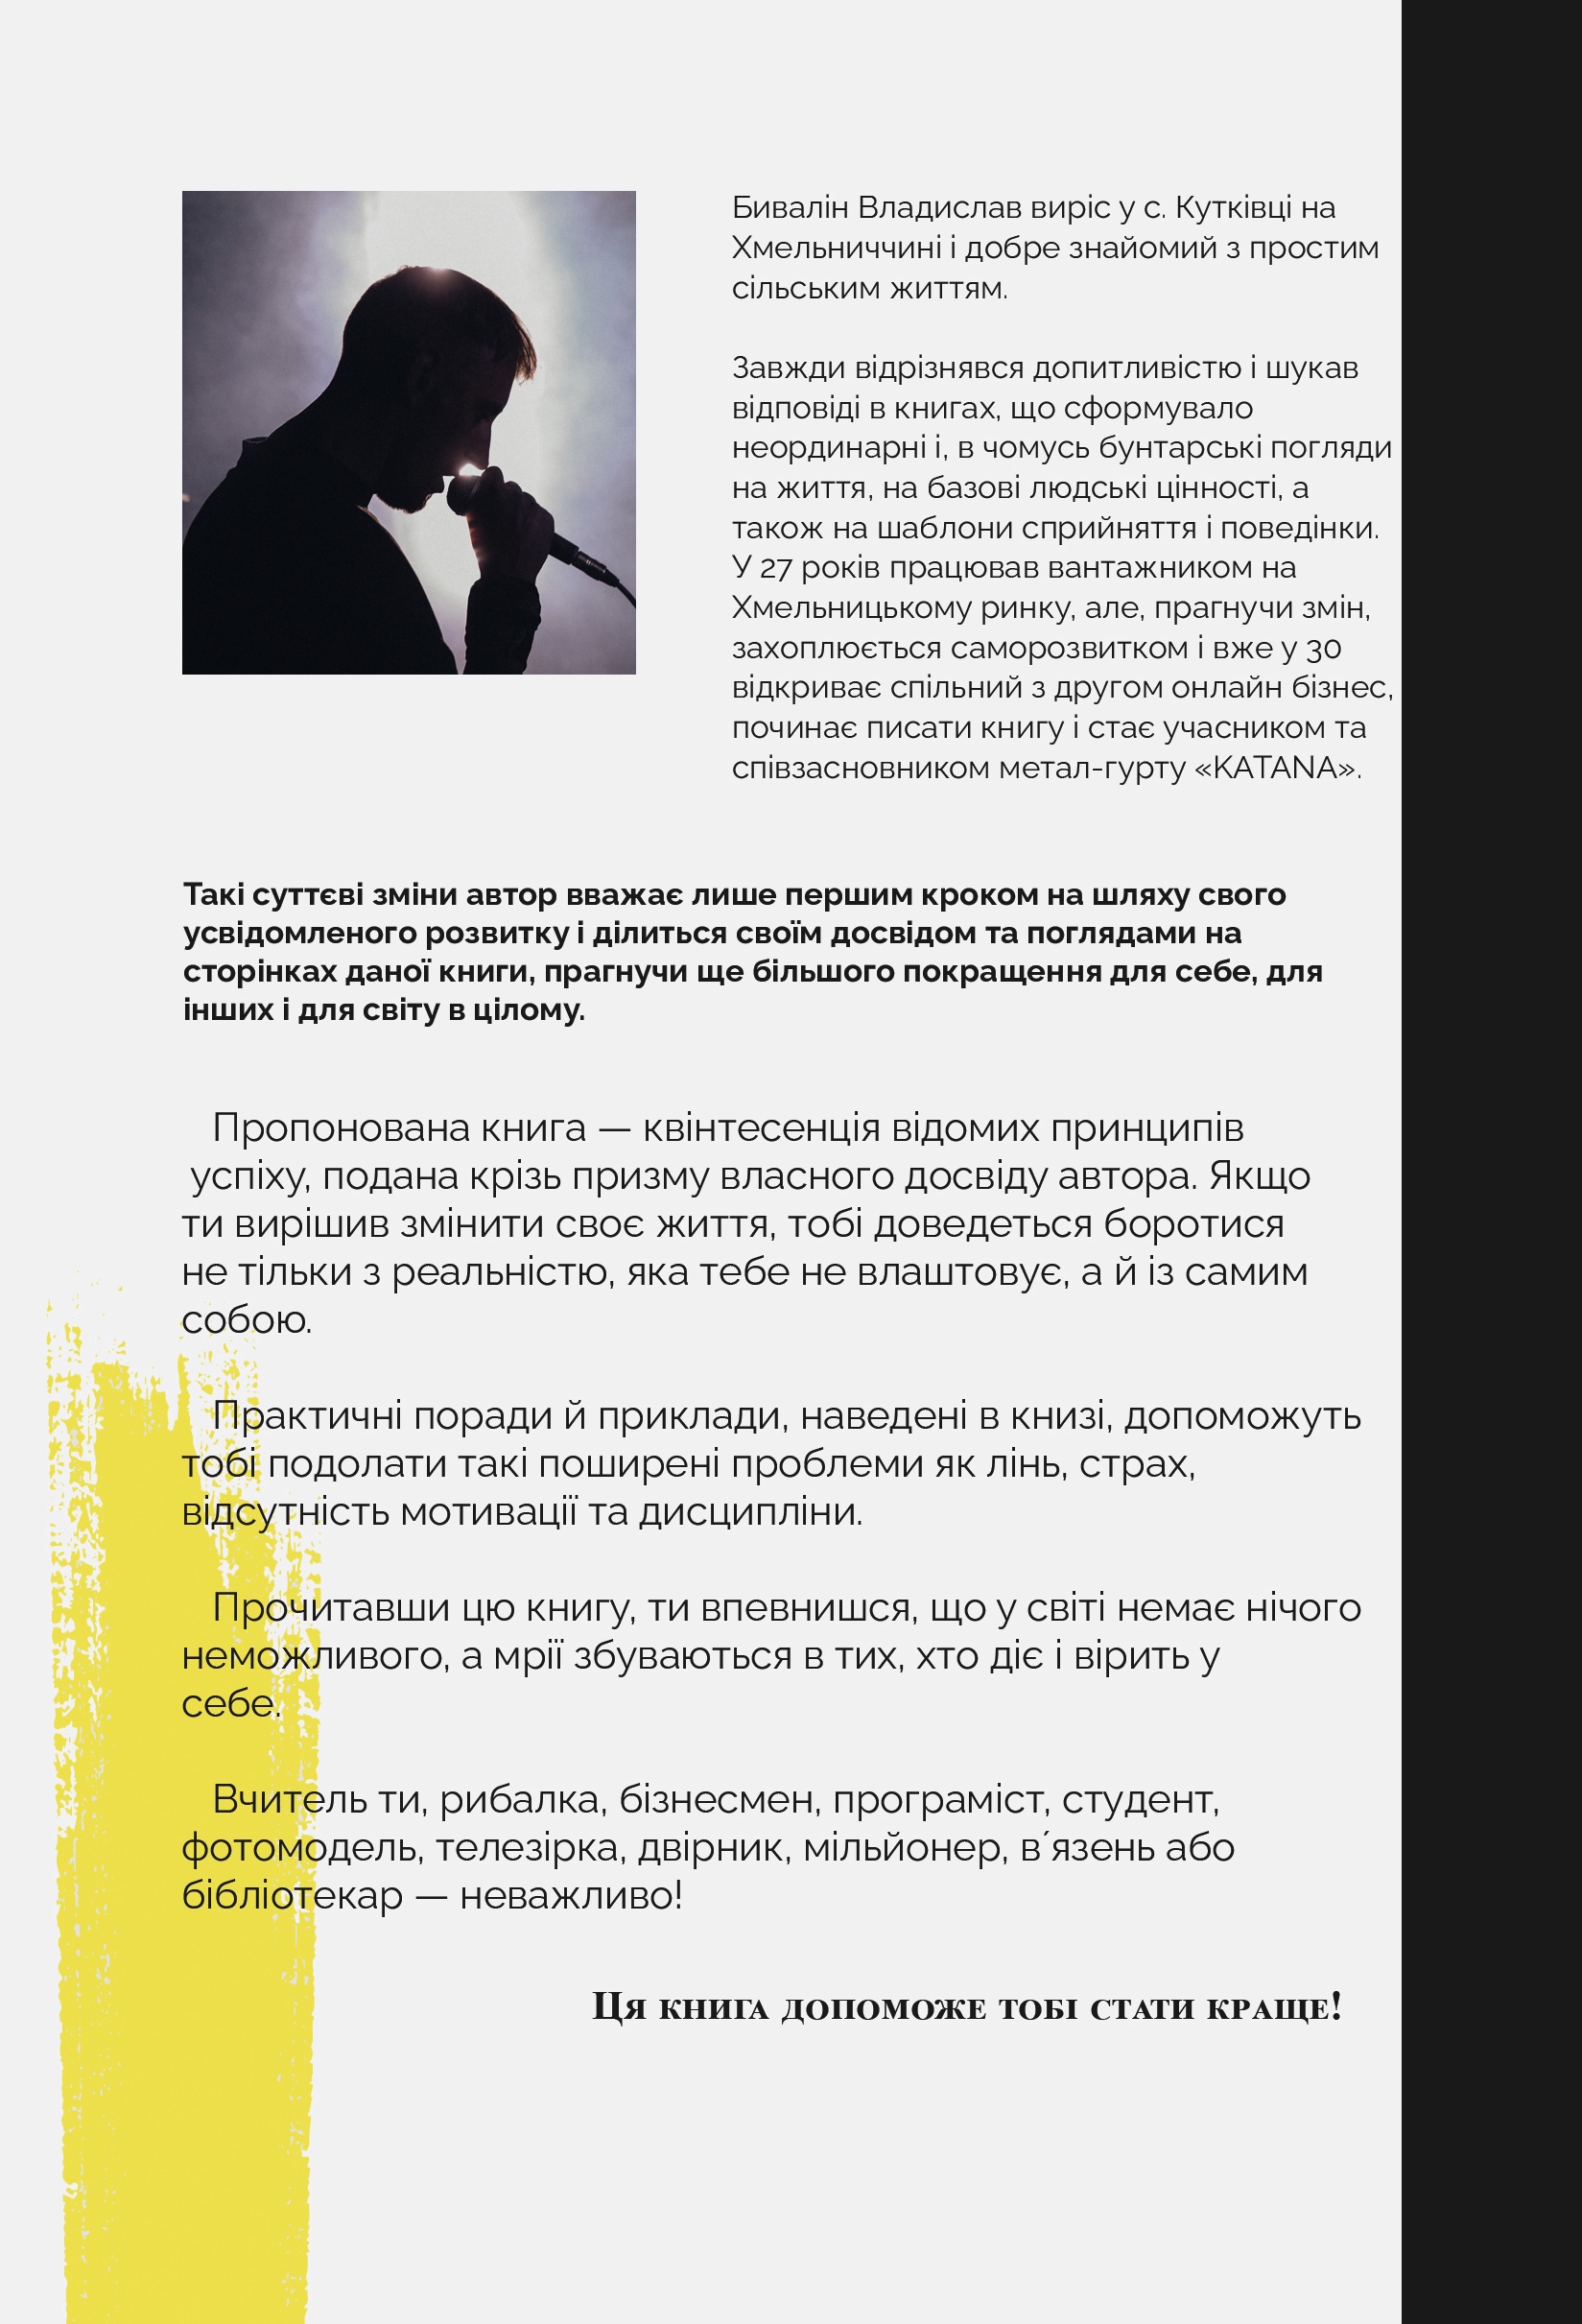 Бивалін Владислав виріс у с. Кутківці на
Хмельниччині і добре знайомий з простим
сільським життям.
Завжди відрізнявся допитливістю і шукав
відповіді в книгах, що сформувало
неординарні і, в чомусь бунтарські погляди
на життя, на базові людські цінності, а
також на шаблони сприйняття і поведінки.
У 27 років працював вантажником на
Хмельницькому ринку, але, прагнучи змін,
захоплюється саморозвитком і вже у 30
відкриває спільний з другом онлайн бізнес,
починає писати книгу і стає учасником та
співзасновником метал-гурту «KATANA».
Такі суттєві зміни автор вважає лише першим кроком на шляху свого
усвідомленого розвитку і ділиться своїм досвідом та поглядами на
сторінках даної книги, прагнучи ще більшого покращення для себе, для
інших і для світу в цілому.
Пропонована книга — квінтесенція відомих принципів
успіху, подана крізь призму власного досвіду автора. Якщо
ти вирішив змінити своє життя, тобі доведеться боротися
не тільки з реальністю, яка тебе не влаштовує, а й із самим
собою.
Практичні поради й приклади, наведені в книзі, допоможуть
тобі подолати такі поширені проблеми як лінь, страх,
відсутність мотивації та дисципліни.
Прочитавши цю книгу, ти впевнишся, що у світі немає нічого
неможливого, а мрії збуваються в тих, хто діє і вірить у
себе.
Вчитель ти, рибалка, бізнесмен, програміст, студент,
фотомодель, телезірка, двірник, мільйонер, в´язень або
бібліотекар — неважливо!
Ця книга допоможе тобі стати краще!